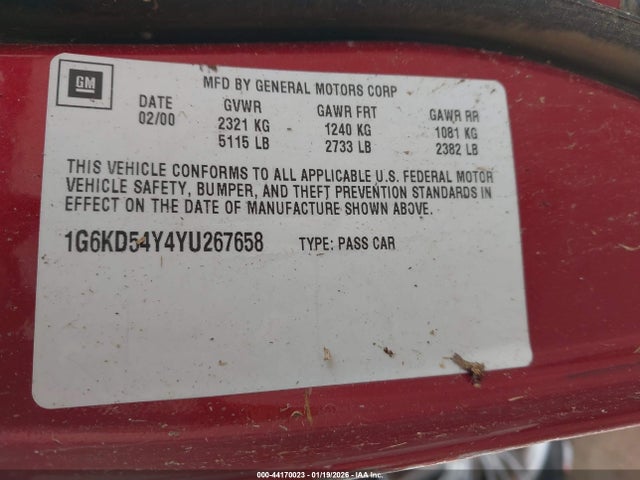 GM
MFD BY GENERAL MOTORS CORP
DATE GVWR GAWR FRT GAWR RR
02/00 2321 KG 1240 KG 1081 KG
5115 LB 2733 LB 2382 LB
THIS VEHICLE CONFORMS TO ALL APPLICABLE U.S. FEDERAL MOTOR
VEHICLE SAFETY, BUMPER, AND THEFT PREVENTION STANDARDS IN
EFFECT ON THE DATE OF MANUFACTURE SHOWN ABOVE.
1G6KD54Y4YU267658 TYPE: PASS CAR
000-44170023 - 01/19/2026 - IAA Inc.